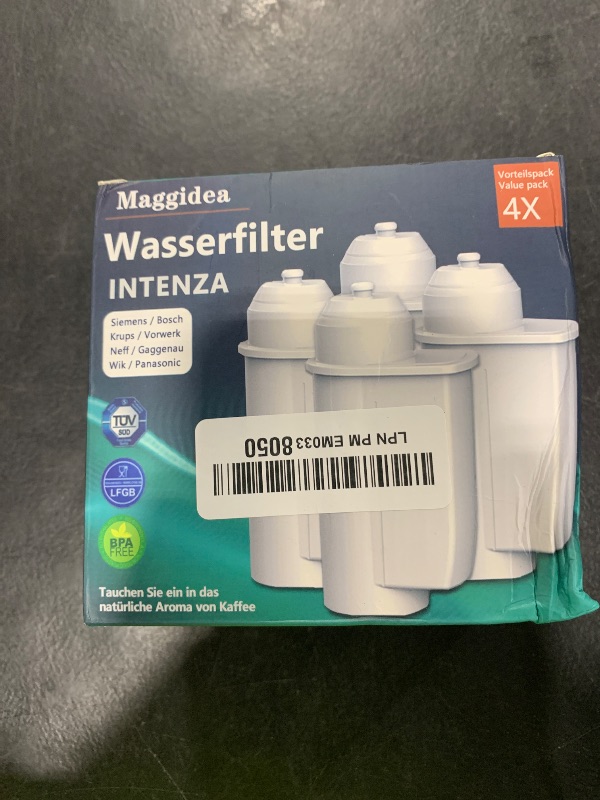 Maggidea
Vorteilspack
Value pack
4X
Wasserfilter
INTENZA
Siemens / Bosch
Krups / Vorwerk
Neff / Gaggenau
Wik / Panasonic
LPN PM EM033 8050
TÜV
SÜD
LFGB
BPA
FREE
Tauchen Sie ein in das
natürliche Aroma von Kaffee